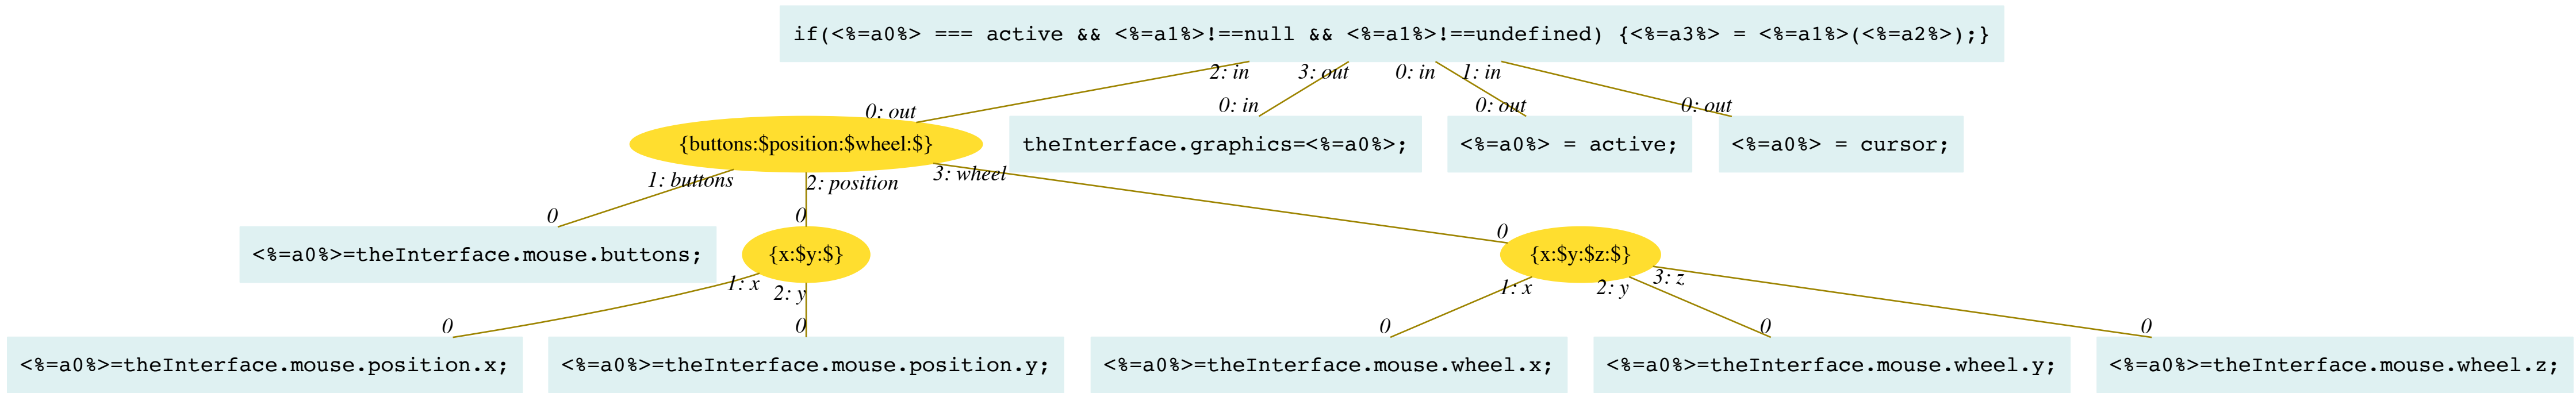 if(<%=a0%> === active && <%=a1%>!==null && <%=a1%>!==undefined) {<%=a3%> = <%=a1%>(<%=a2%>);}
2: in 3: out 0: in 1: in
0: out 0: in 0: out 0: out
{buttons:$position:$wheel:$} theInterface.graphics=<%=a0%>; <%=a0%> = active; <%=a0%> = cursor;
1: buttons 2: position 3: wheel
0 0 0
<%=a0%>=theInterface.mouse.buttons; {x:$y:$} {x:$y:$z:$}
1: x 2: y 1: x 2: y 3: z
0 0 0 0 0
<%=a0%>=theInterface.mouse.position.x; <%=a0%>=theInterface.mouse.position.y; <%=a0%>=theInterface.mouse.wheel.x; <%=a0%>=theInterface.mouse.wheel.y; <%=a0%>=theInterface.mouse.wheel.z;